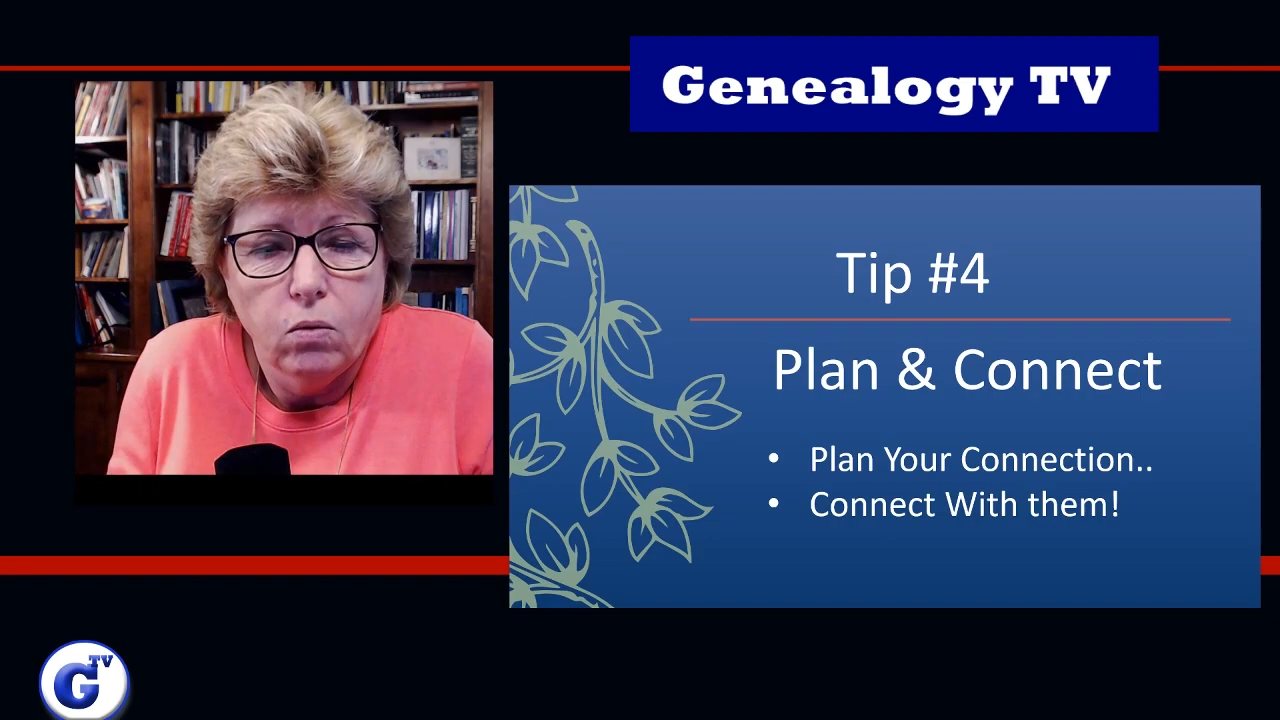 Genealogy TV
Tip #4
Plan & Connect
• Plan Your Connection..
• Connect With them!
G TV